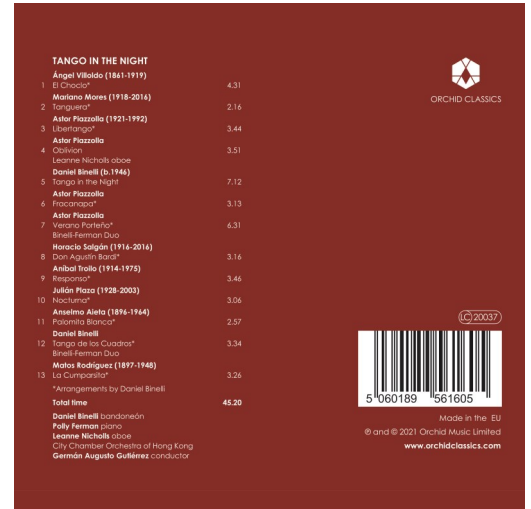 TANGO IN THE NIGHT
Ángel Villoldo (1861-1919)
1 El Choclo* 4.31
Mariano Mores (1918-2016)
2 Tanguera* 2.16
Astor Piazzolla (1921-1992)
3 Libertango* 3.44
Astor Piazzolla
4 Oblivion 3.51
Leanne Nicholls oboe
Daniel Binelli (b.1946)
5 Tango in the Night 7.12
Astor Piazzolla
6 Fracanapa* 3.13
Astor Piazzolla
7 Verano Porteño* 6.31
Binelli-Ferman Duo
Horacio Salgán (1916-2016)
8 Don Agustín Bardi* 3.16
Aníbal Troilo (1914-1975)
9 Responso* 3.46
Julián Plaza (1928-2003)
10 Nocturna* 3.06
Anselmo Aieta (1896-1964)
11 Palomita Blanca* 2.57
Daniel Binelli
12 Tango de los Cuadros* 3.34
Binelli-Ferman Duo
Matos Rodríguez (1897-1948)
13 La Cumparsita* 3.26
*Arrangements by Daniel Binelli
Total time 45.20
Daniel Binelli bandoneón
Polly Ferman piano
Leanne Nicholls oboe
City Chamber Orchestra of Hong Kong
Germán Augusto Gutiérrez conductor
ORCHID CLASSICS
LC 20037
5 060189 561605
Made in the EU
℗ and © 2021 Orchid Music Limited
www.orchidclassics.com